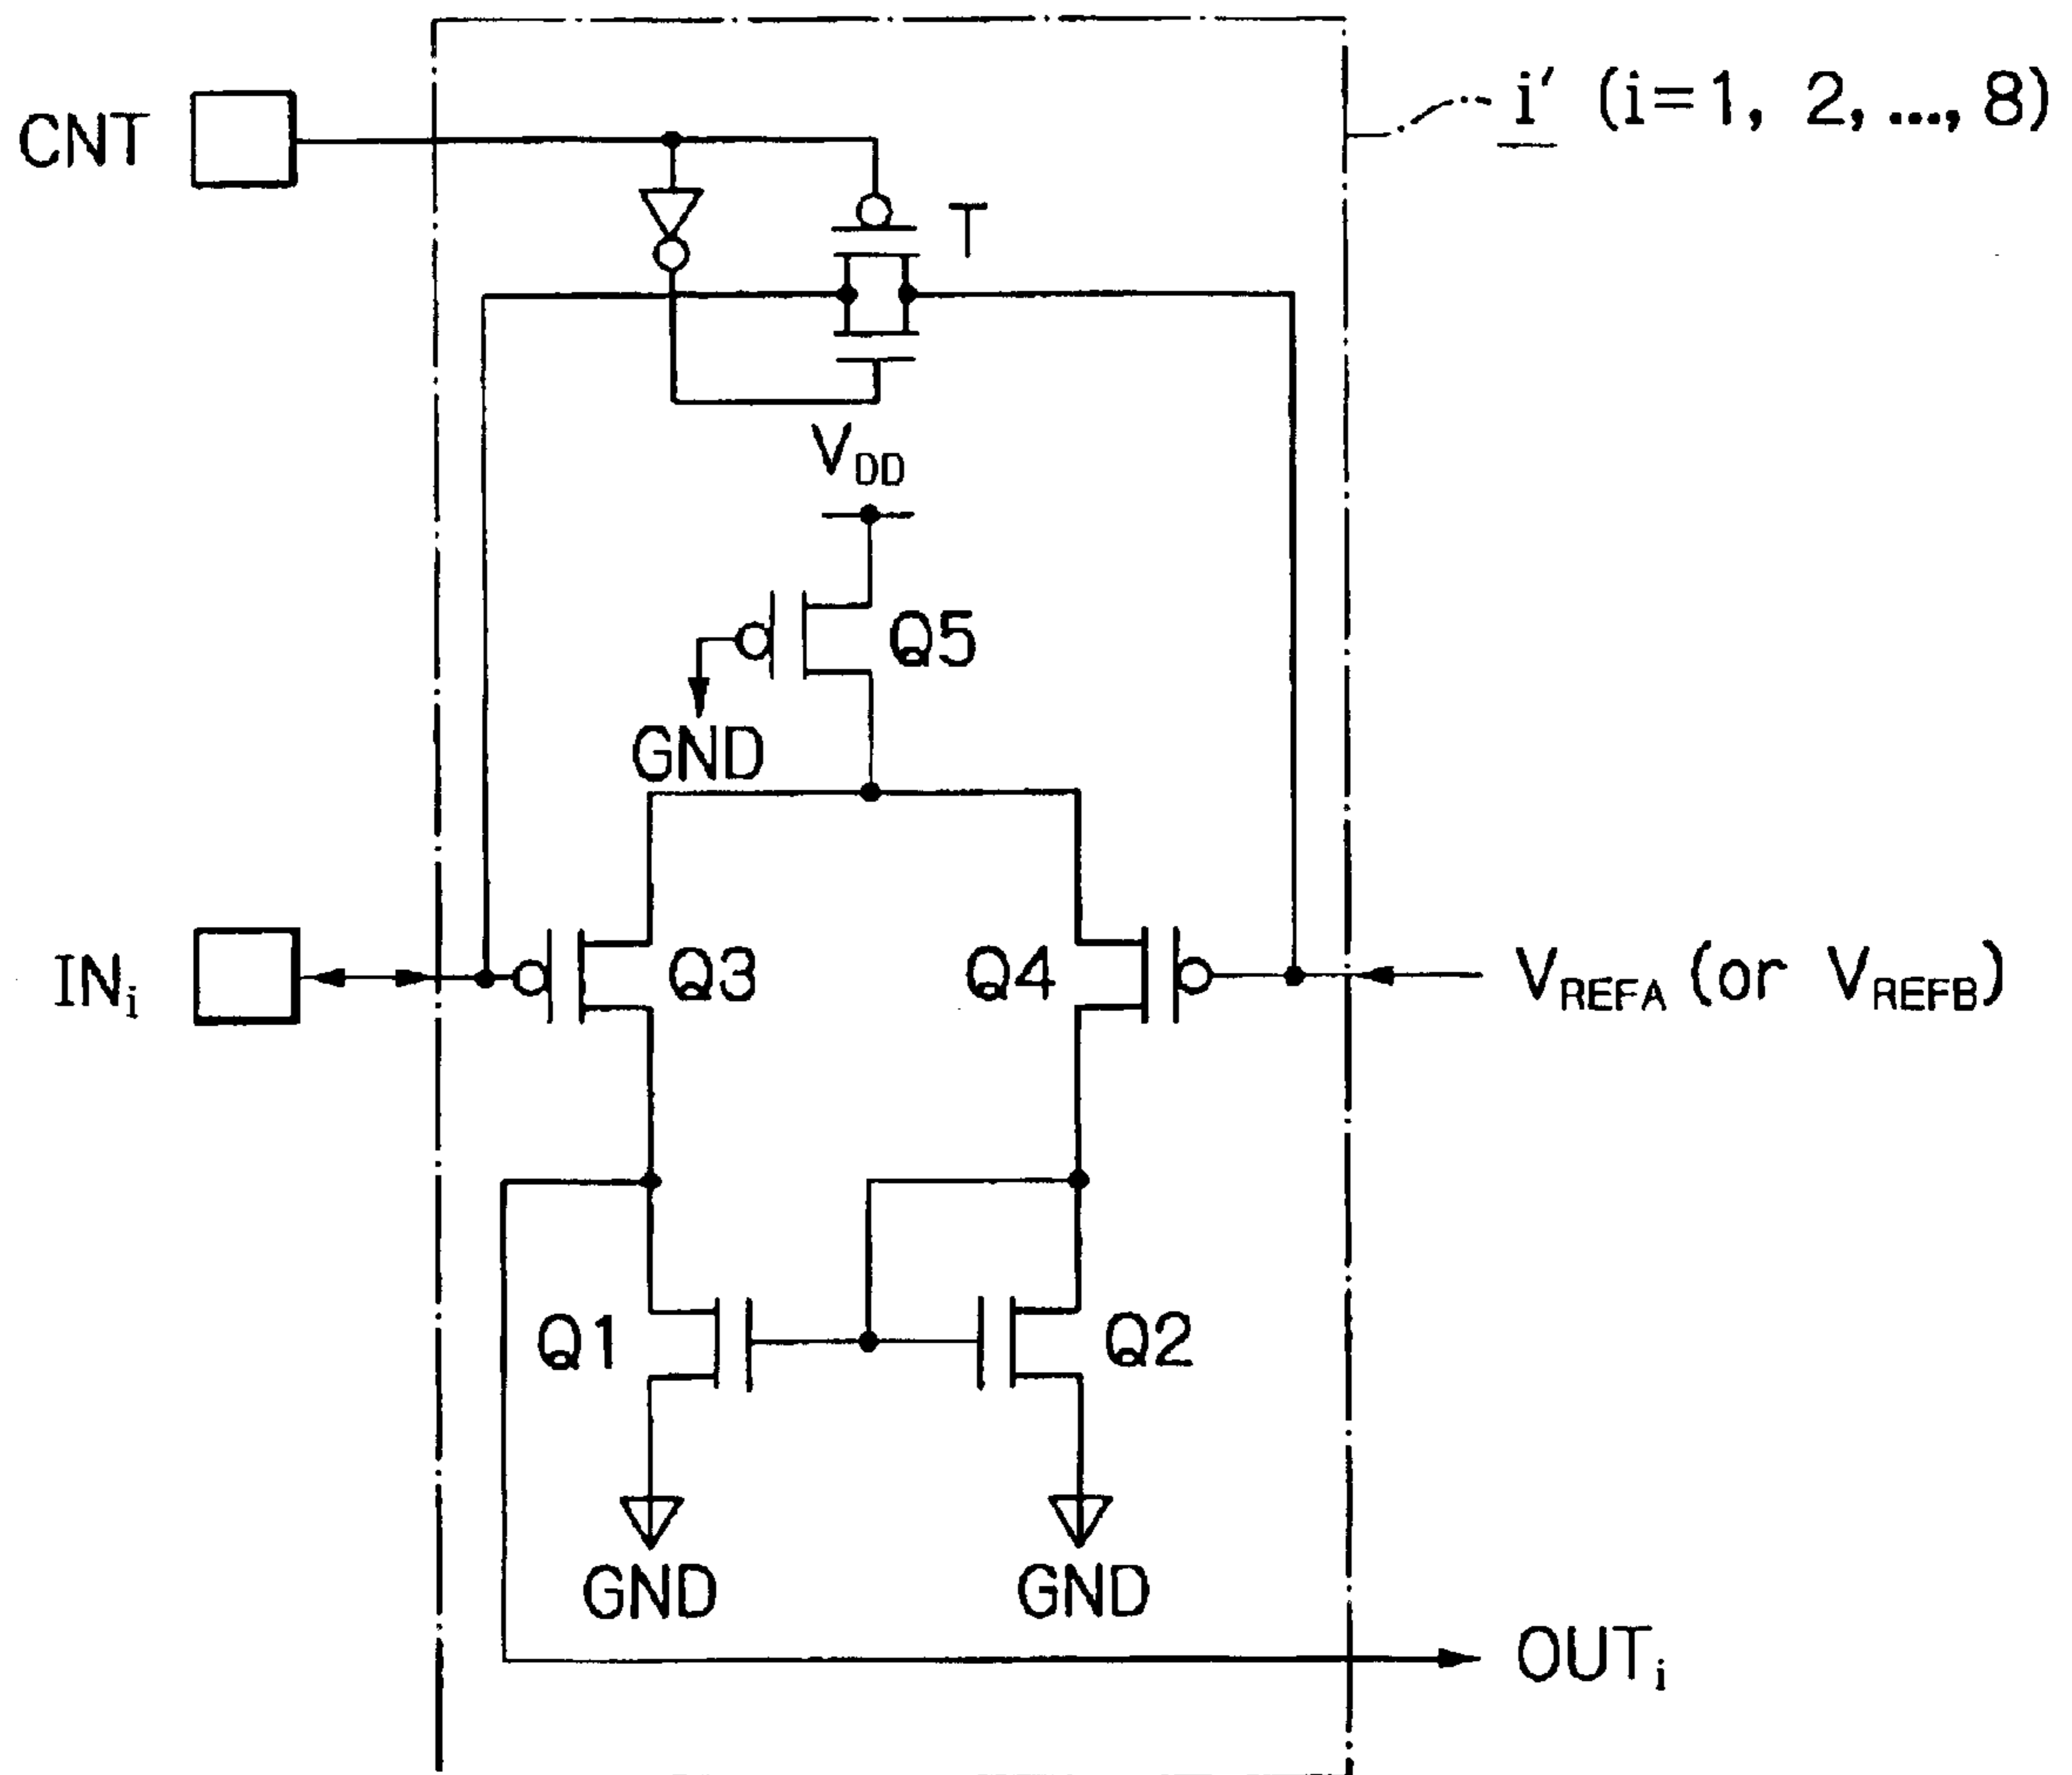 CNT
i' (i=1, 2, ..., 8)
T
VDD
Q5
GND
INi
Q3
Q4
VREFA (or VREFB)
Q1
Q2
GND
GND
OUTi